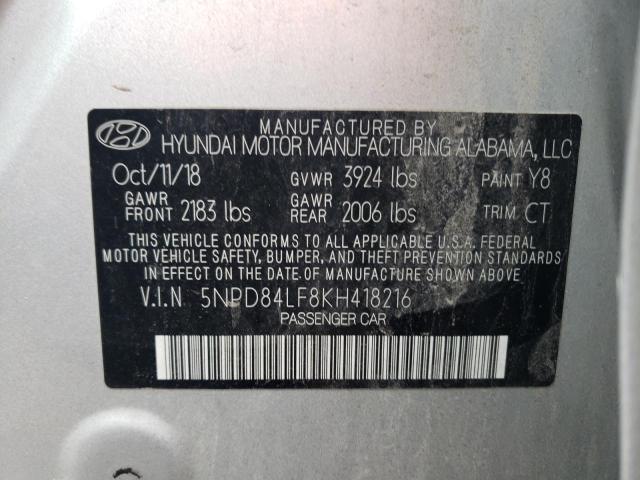 MANUFACTURED BY
HYUNDAI MOTOR MANUFACTURING ALABAMA, LLC
Oct/11/18 GVWR 3924 lbs PAINT Y8
GAWR FRONT 2183 lbs GAWR REAR 2006 lbs TRIM CT
THIS VEHICLE CONFORMS TO ALL APPLICABLE U.S.A. FEDERAL
MOTOR VEHICLE SAFETY, BUMPER, AND THEFT PREVENTION STANDARDS
IN EFFECT ON THE DATE OF MANUFACTURE SHOWN ABOVE.
V.I.N. 5NPD84LF8KH418216
PASSENGER CAR